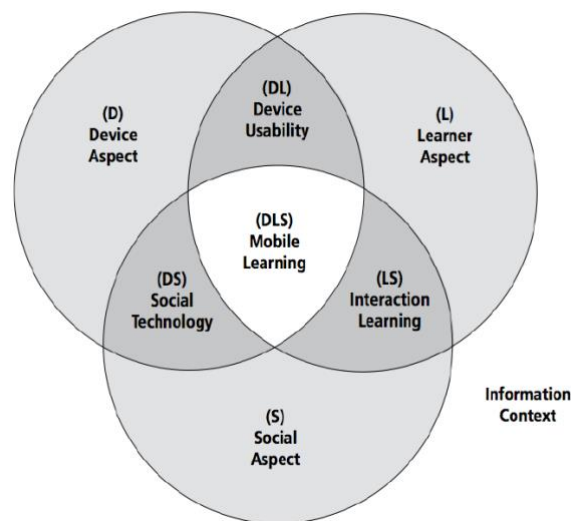 (D)
Device
Aspect
(DL)
Device
Usability
(L)
Learner
Aspect
(DLS)
Mobile
Learning
(DS)
Social
Technology
(LS)
Interaction
Learning
(S)
Social
Aspect
Information
Context